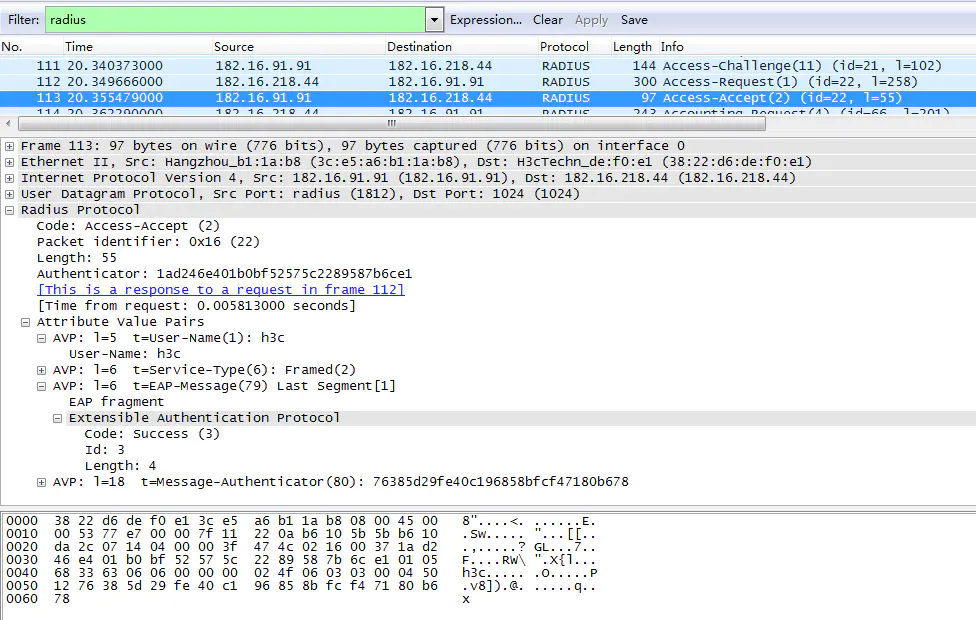 Filter: radius Expression... Clear Apply Save
No. Time Source Destination Protocol Length Info
111 20.340373000 182.16.91.91 182.16.218.44 RADIUS 144 Access-Challenge(11) (id=21, l=102)
112 20.349666000 182.16.218.44 182.16.91.91 RADIUS 300 Access-Request(1) (id=22, l=258)
113 20.355479000 182.16.91.91 182.16.218.44 RADIUS 97 Access-Accept(2) (id=22, l=55)
114 20.362290000 182.16.218.44 182.16.91.91 RADIUS 243 Accounting-Request(4) (id=66, l=201)
Frame 113: 97 bytes on wire (776 bits), 97 bytes captured (776 bits) on interface 0
Ethernet II, Src: Hangzhou_b1:1a:b8 (3c:e5:a6:b1:1a:b8), Dst: H3cTechn_de:f0:e1 (38:22:d6:de:f0:e1)
Internet Protocol Version 4, Src: 182.16.91.91 (182.16.91.91), Dst: 182.16.218.44 (182.16.218.44)
User Datagram Protocol, Src Port: radius (1812), Dst Port: 1024 (1024)
Radius Protocol
Code: Access-Accept (2)
Packet identifier: 0x16 (22)
Length: 55
Authenticator: 1ad246e401b0bf52575c2289587b6ce1
[This is a response to a request in frame 112]
[Time from request: 0.005813000 seconds]
Attribute Value Pairs
AVP: l=5 t=User-Name(1): h3c
User-Name: h3c
AVP: l=6 t=Service-Type(6): Framed(2)
AVP: l=6 t=EAP-Message(79) Last Segment[1]
EAP fragment
Extensible Authentication Protocol
Code: Success (3)
Id: 3
Length: 4
AVP: l=18 t=Message-Authenticator(80): 76385d29fe40c196858bfcf47180b678
0000 38 22 d6 de f0 e1 3c e5 a6 b1 1a b8 08 00 45 00 8"....<. ......E.
0010 00 53 77 e7 00 00 7f 11 22 0a b6 10 5b 5b b6 10 .Sw..... "...[[..
0020 da 2c 07 14 04 00 00 3f 47 4c 02 16 00 37 1a d2 .,.....? GL...7..
0030 46 e4 01 b0 bf 52 57 5c 22 89 58 7b 6c e1 01 05 F....RW\ ".X{l...
0040 68 33 63 06 06 00 00 00 02 4f 06 03 03 00 04 50 h3c..... .O.....P
0050 12 76 38 5d 29 fe 40 c1 96 85 8b fc f4 71 80 b6 .v8]).@. .....q..
0060 78 x